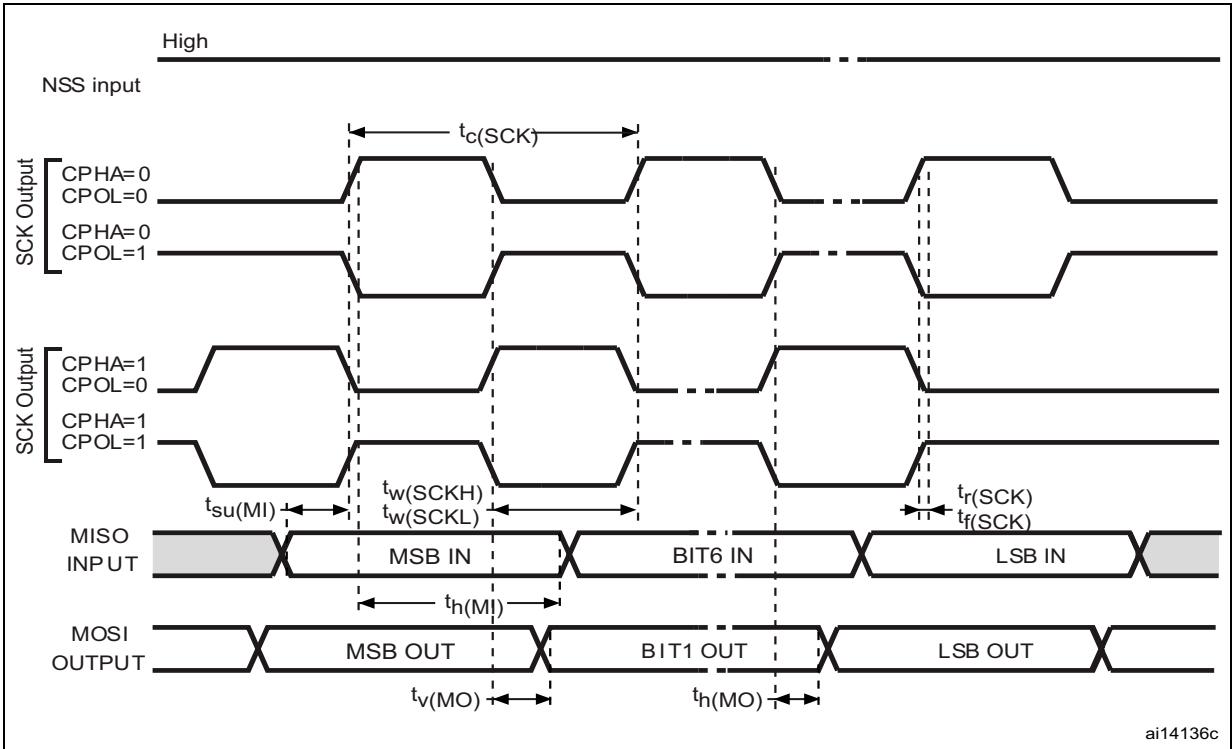 High
NSS input
tc(SCK)
SCK Output
CPHA=0
CPOL=0
CPHA=0
CPOL=1
SCK Output
CPHA=1
CPOL=0
CPHA=1
CPOL=1
tsu(MI)
tw(SCKH)
tw(SCKL)
tr(SCK)
tf(SCK)
MISO
INPUT
MSB IN
BIT6 IN
LSB IN
th(MI)
MOSI
OUTPUT
MSB OUT
BIT1 OUT
LSB OUT
tv(MO)
th(MO)
ai14136c